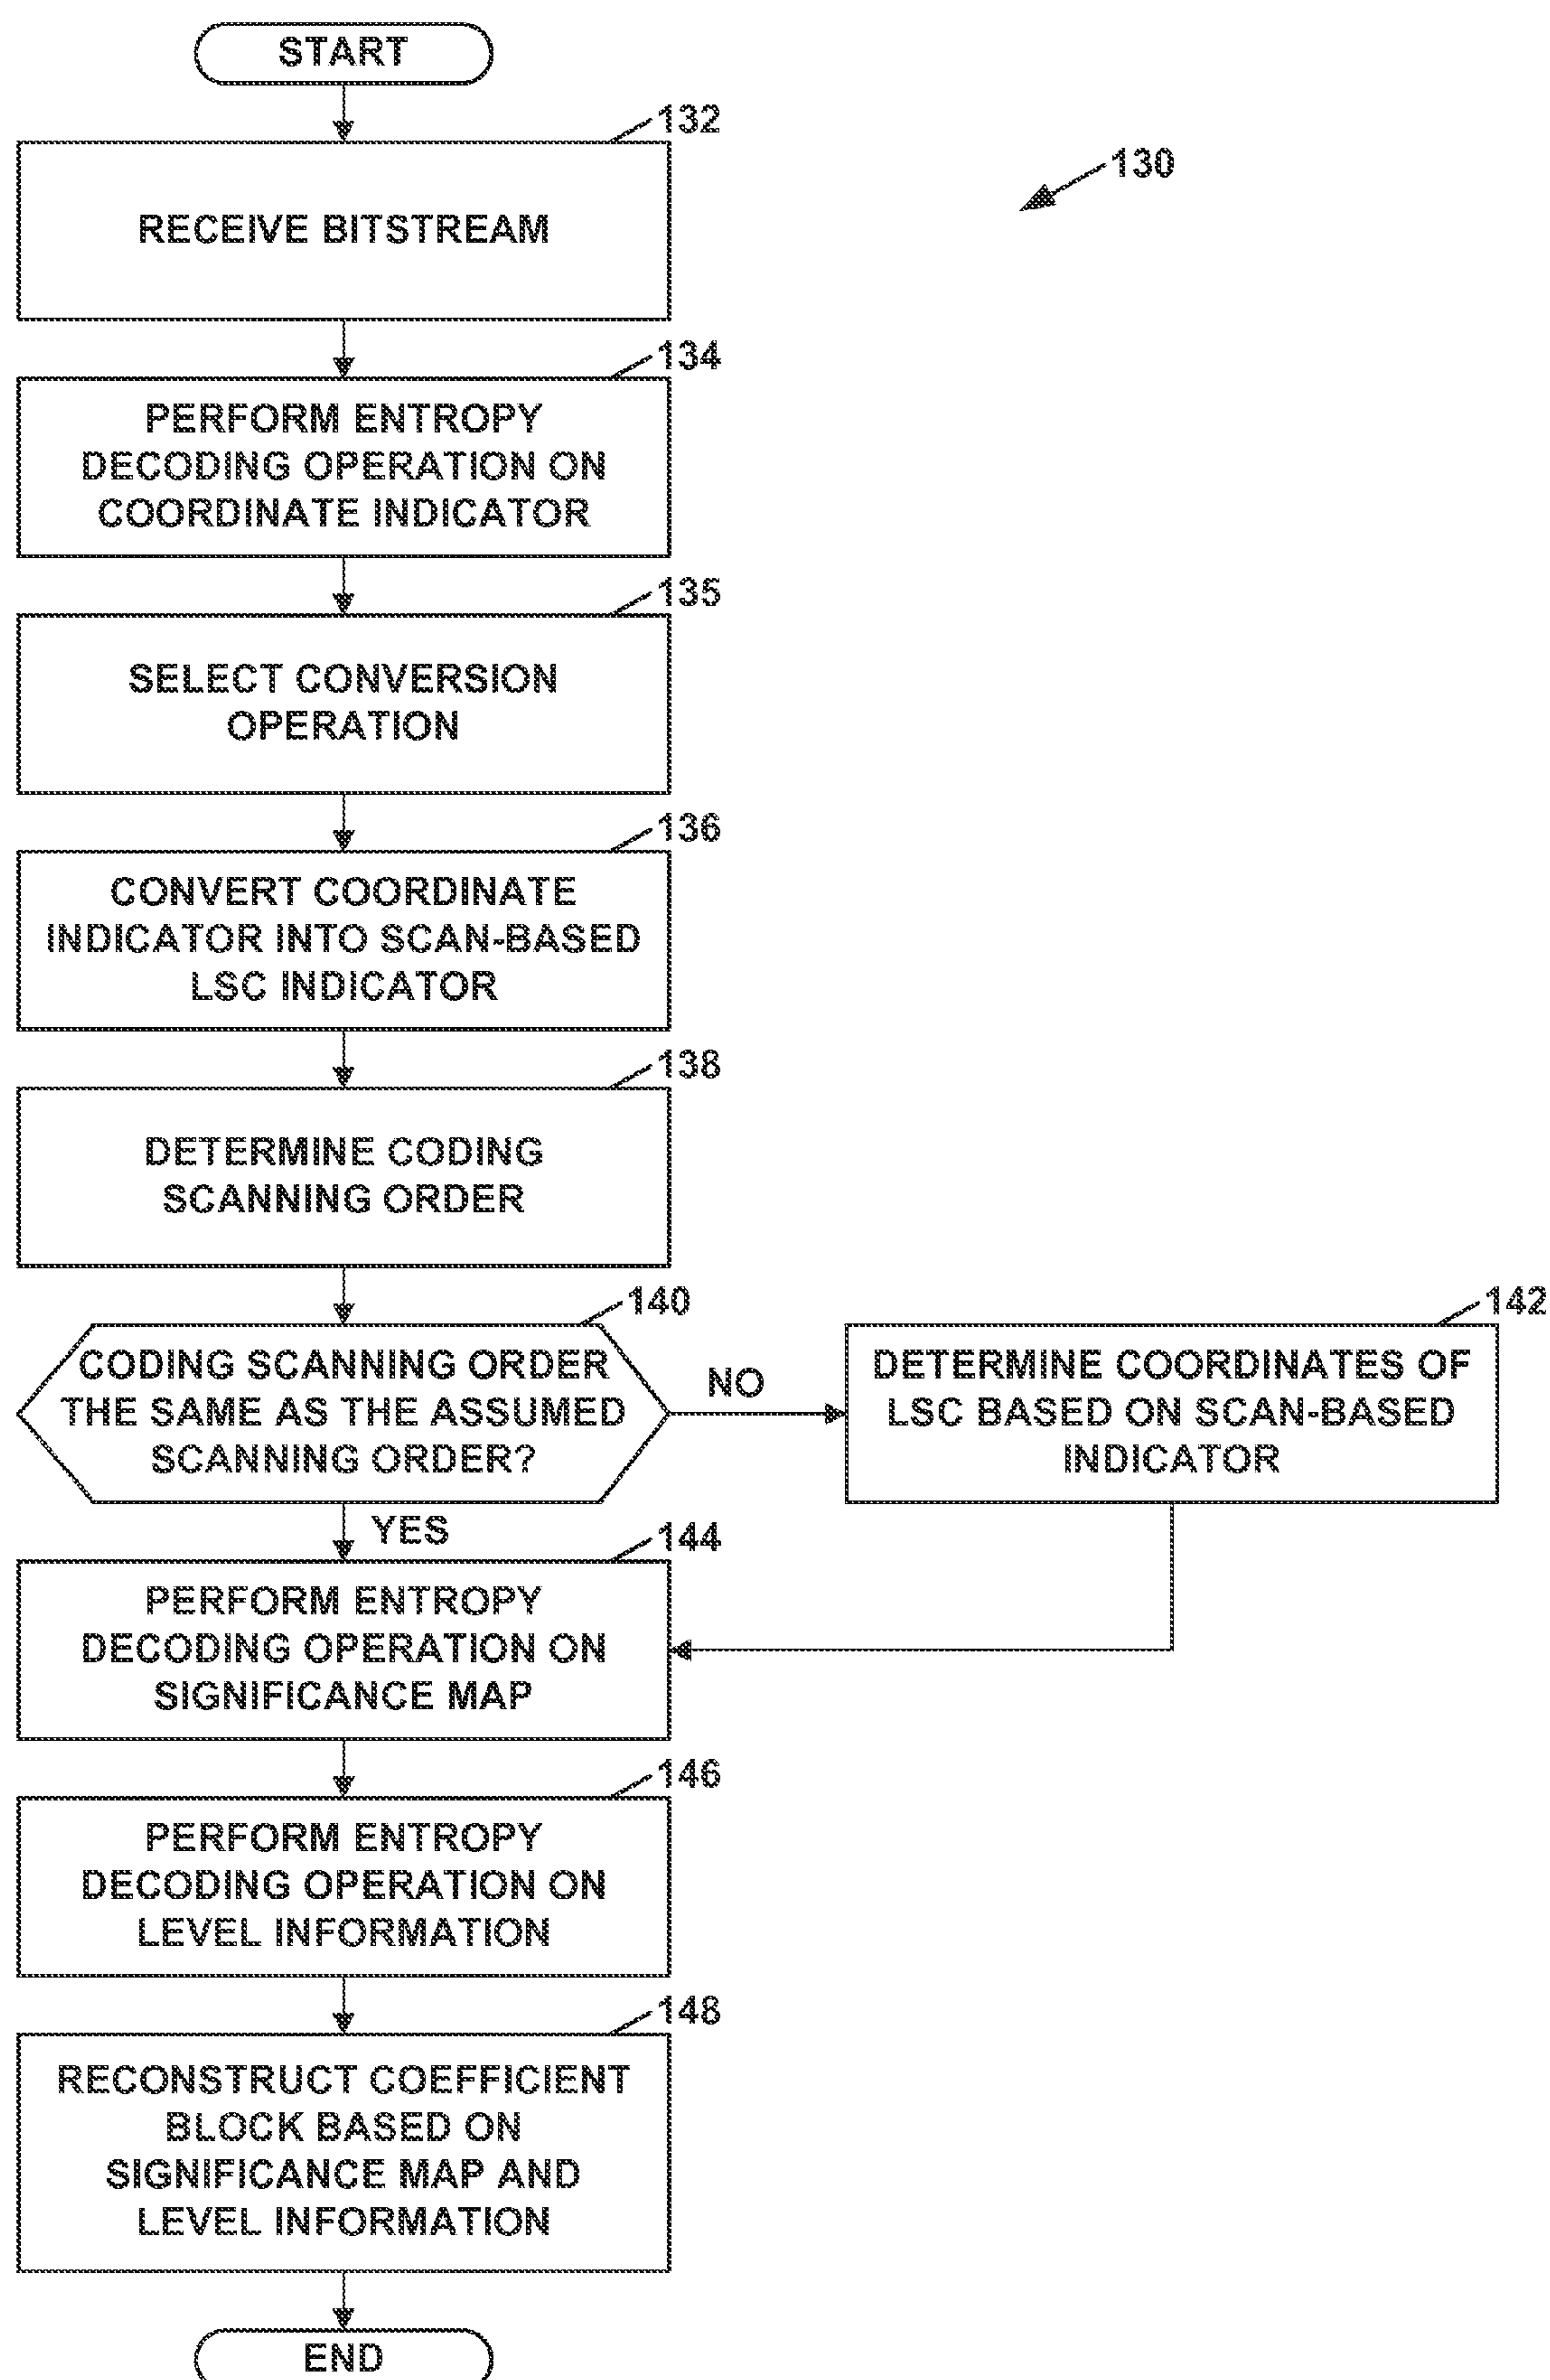 START
132
130
RECEIVE BITSTREAM
134
PERFORM ENTROPY
DECODING OPERATION ON
COORDINATE INDICATOR
135
SELECT CONVERSION
OPERATION
136
CONVERT COORDINATE
INDICATOR INTO SCAN-BASED
LSC INDICATOR
138
DETERMINE CODING
SCANNING ORDER
140
CODING SCANNING ORDER
THE SAME AS THE ASSUMED
SCANNING ORDER?
NO
142
DETERMINE COORDINATES OF
LSC BASED ON SCAN-BASED
INDICATOR
YES
144
PERFORM ENTROPY
DECODING OPERATION ON
SIGNIFICANCE MAP
146
PERFORM ENTROPY
DECODING OPERATION ON
LEVEL INFORMATION
148
RECONSTRUCT COEFFICIENT
BLOCK BASED ON
SIGNIFICANCE MAP AND
LEVEL INFORMATION
END